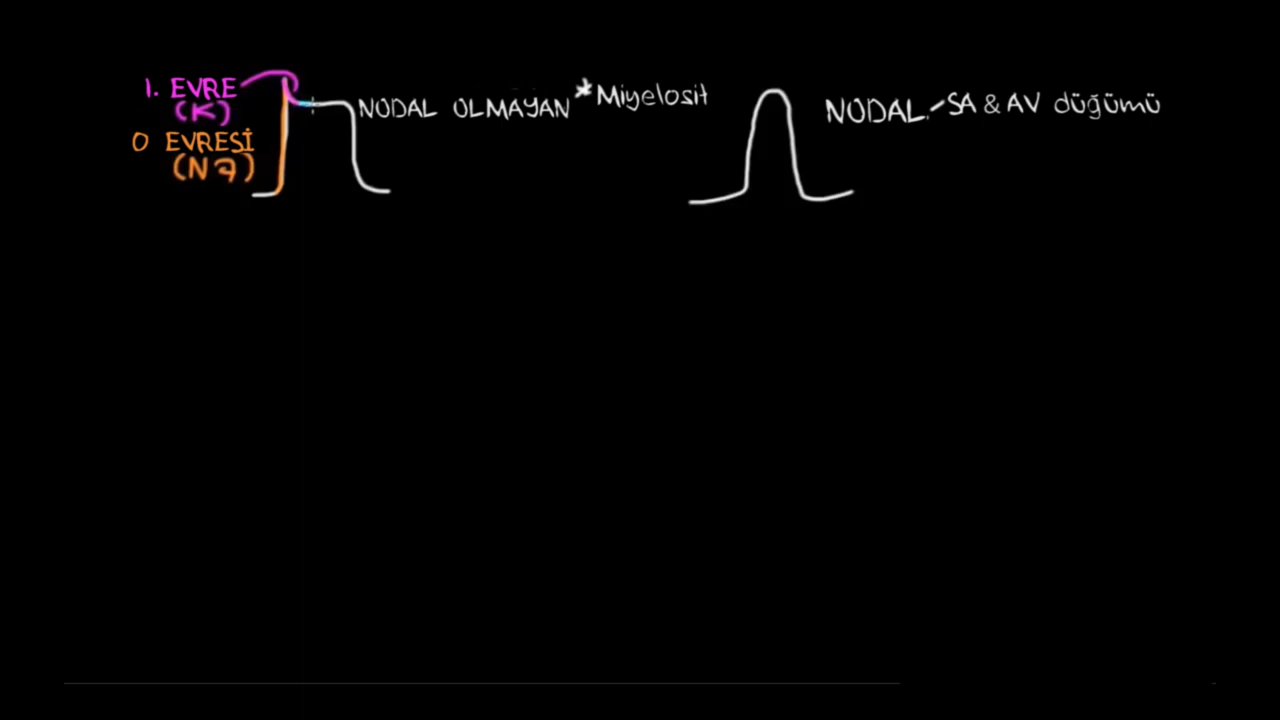 1. EVRE
(K)
0 EVRESİ
(Na)
NODAL OLMAYAN * Miyelosit
NODAL - SA & AV düğümü